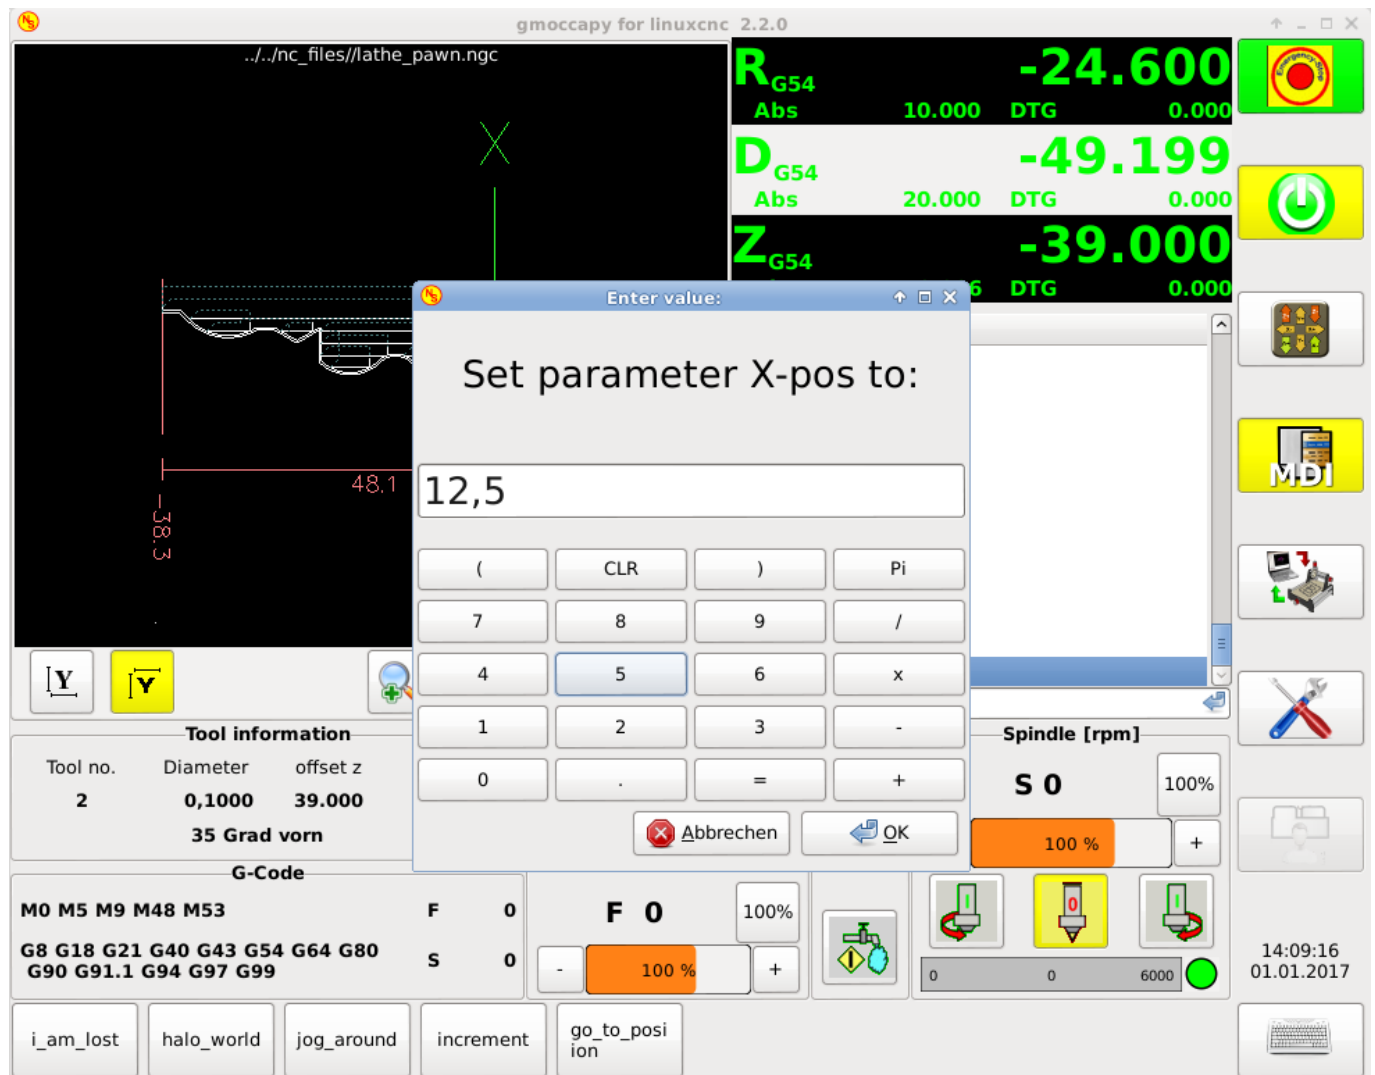 gmoccapy for linuxcnc 2.2.0
../../nc_files//lathe_pawn.ngc
X
48.1
-38.3
R G54 -24.600
Abs 10.000 DTG 0.000
D G54 -49.199
Abs 20.000 DTG 0.000
Z G54 -39.000
6 DTG 0.000
Emergency-Stop
MDI
Enter value:
Set parameter X-pos to:
12,5
( CLR ) Pi
7 8 9 /
4 5 6 x
1 2 3 -
0 . = +
Abbrechen OK
Y Y
Tool information
Tool no. Diameter offset z
2 0,1000 39.000
35 Grad vorn
G-Code
M0 M5 M9 M48 M53
G8 G18 G21 G40 G43 G54 G64 G80
G90 G91.1 G94 G97 G99
F 0
S 0
F 0 100%
- 100 % +
Spindle [rpm]
S 0 100%
100 % +
I 0 I
0 0 6000
14:09:16
01.01.2017
i_am_lost
halo_world
jog_around
increment
go_to_posi
ion